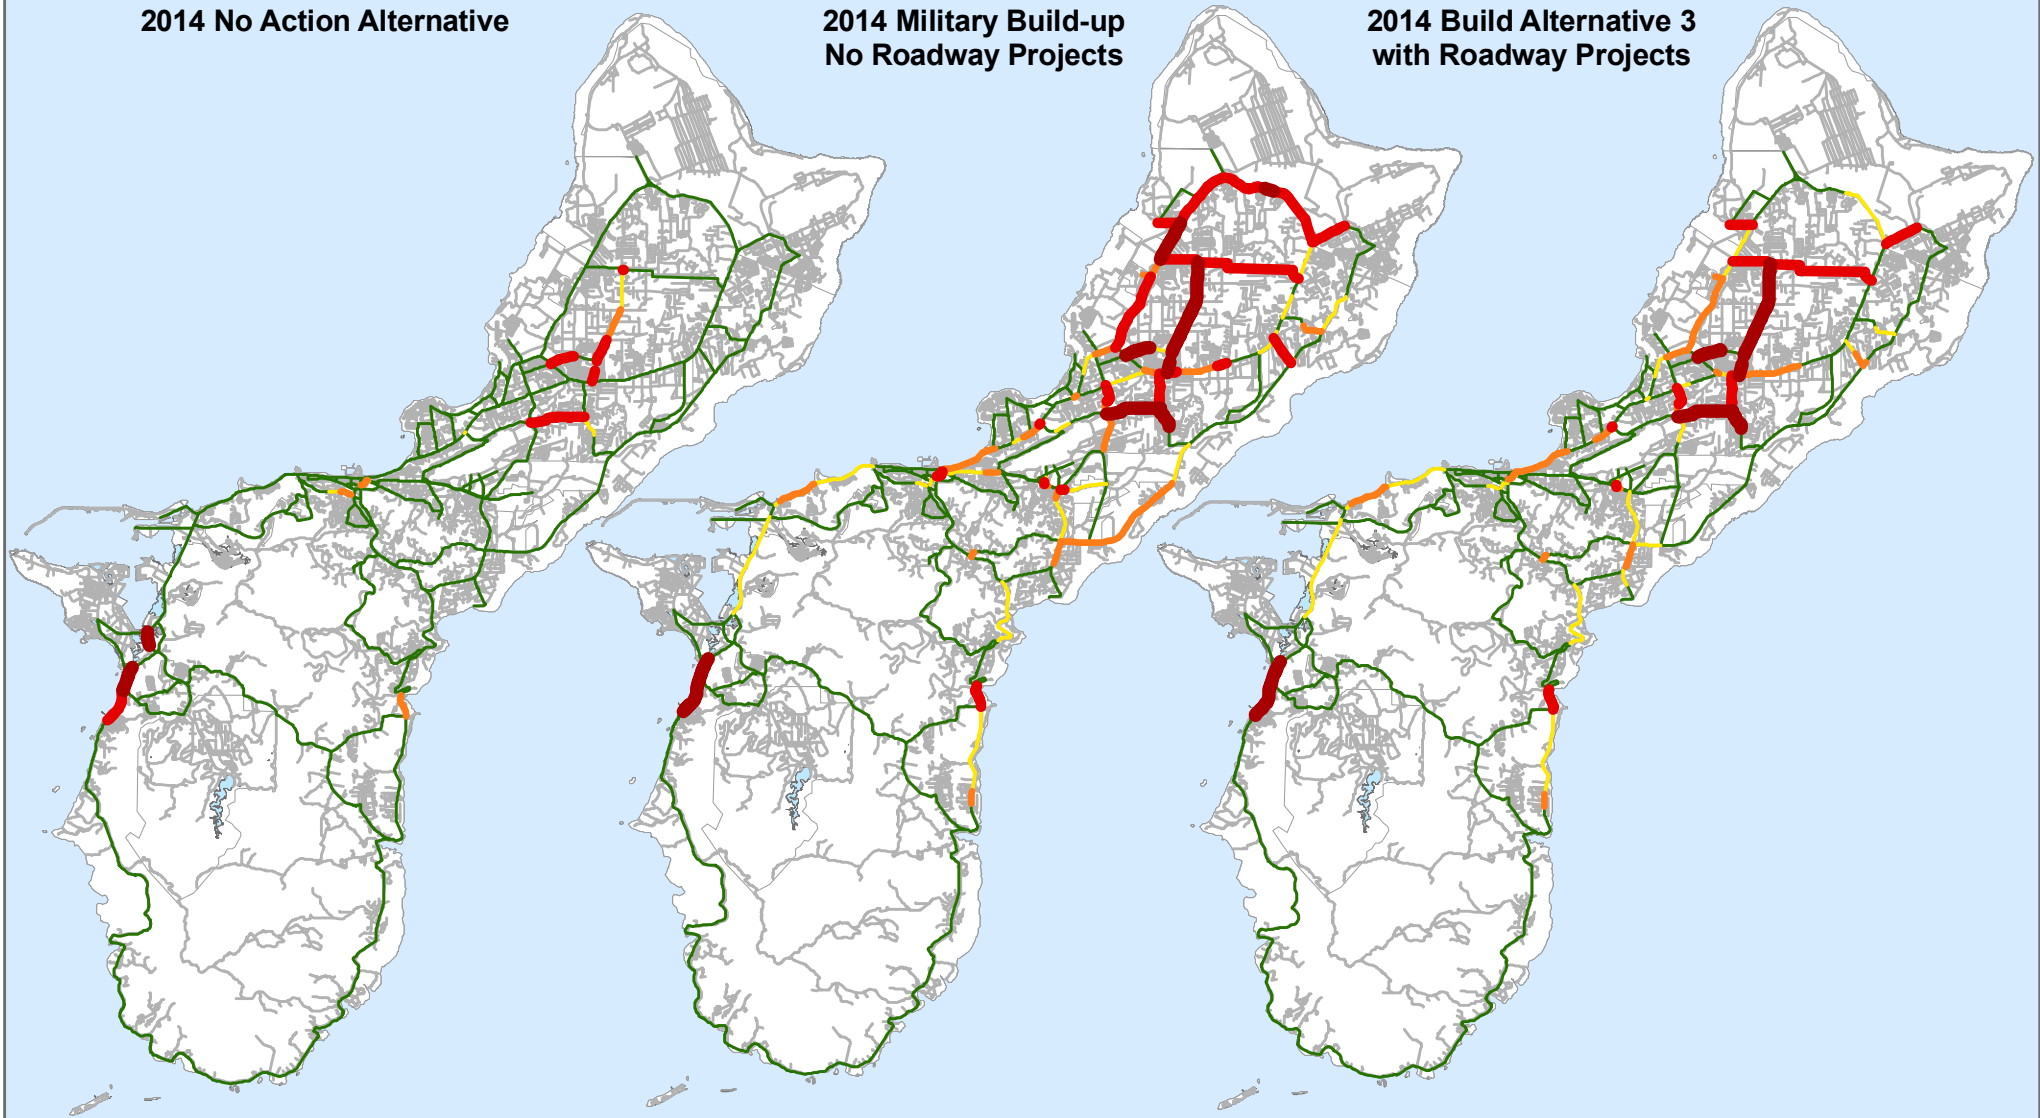 2014 No Action Alternative
2014 Military Build-up
No Roadway Projects
2014 Build Alternative 3
with Roadway Projects